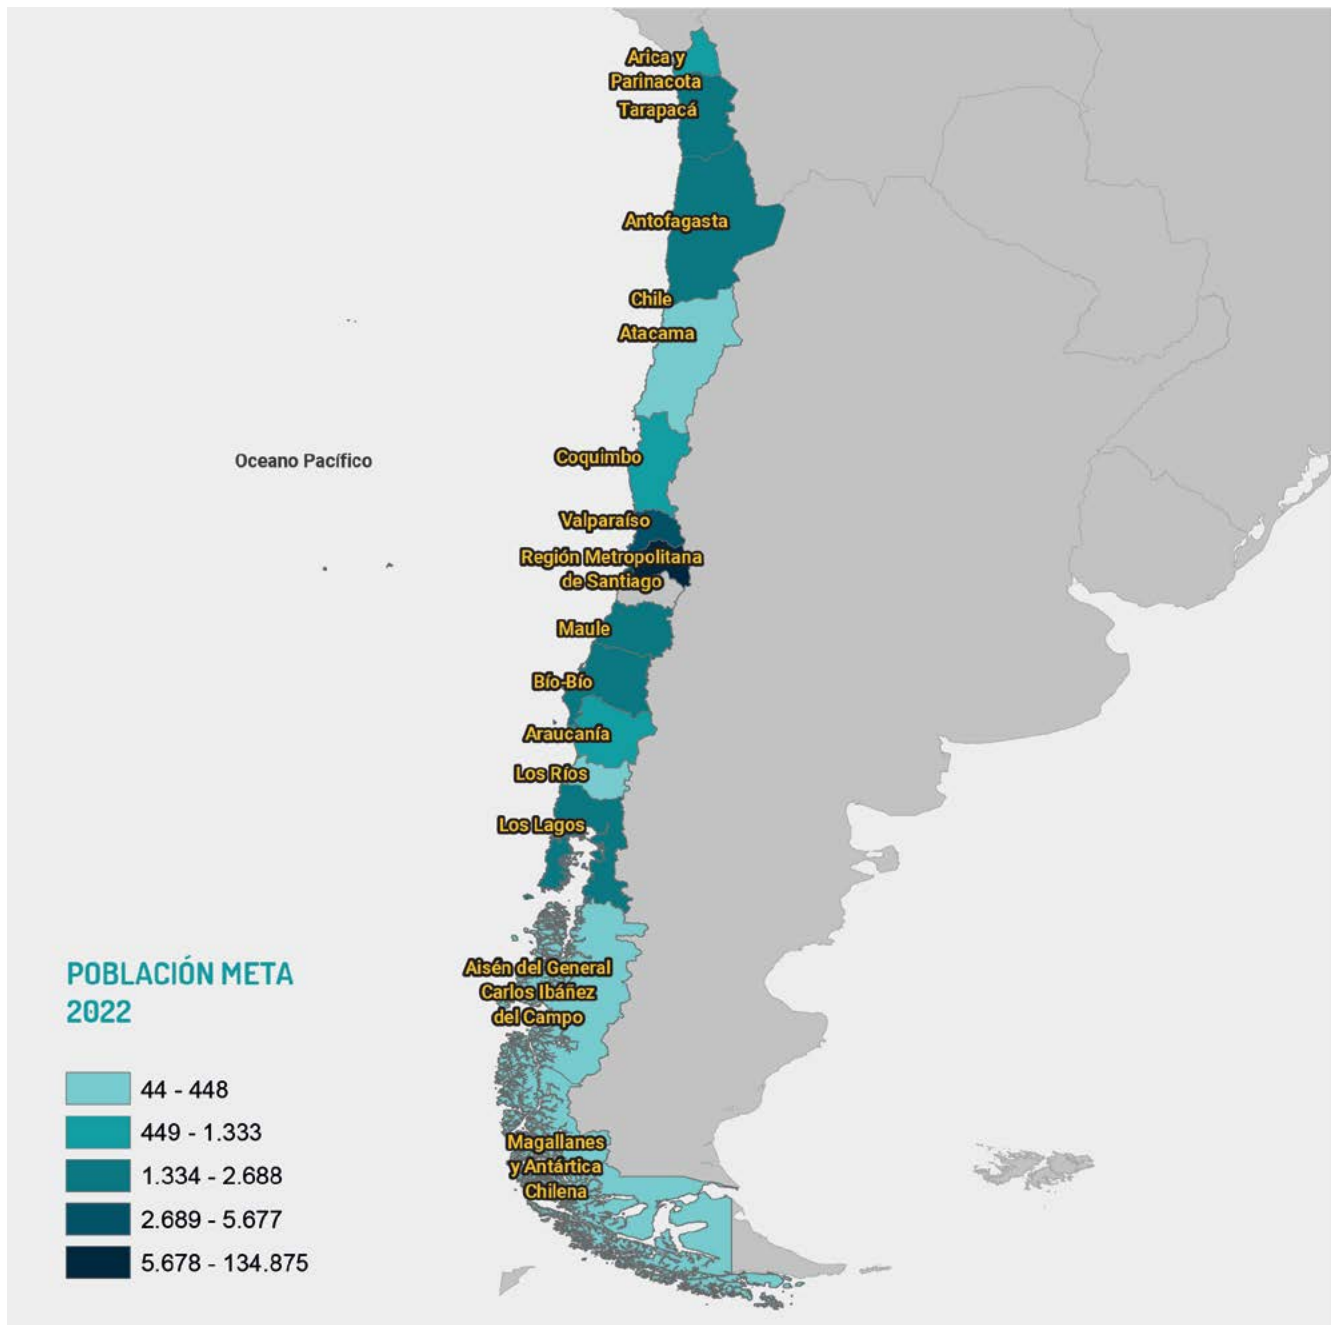 Arica y
Parinacota
Tarapacá
Antofagasta
Chile
Atacama
Oceano Pacífico
Coquimbo
Valparaíso
Región Metropolitana
de Santiago
Maule
Bío-Bío
Araucanía
Los Ríos
Los Lagos
Aisén del General
Carlos Ibáñez
del Campo
Magallanes
y Antártica
Chilena
POBLACIÓN META
2022
44 - 448
449 - 1.333
1.334 - 2.688
2.689 - 5.677
5.678 - 134.875